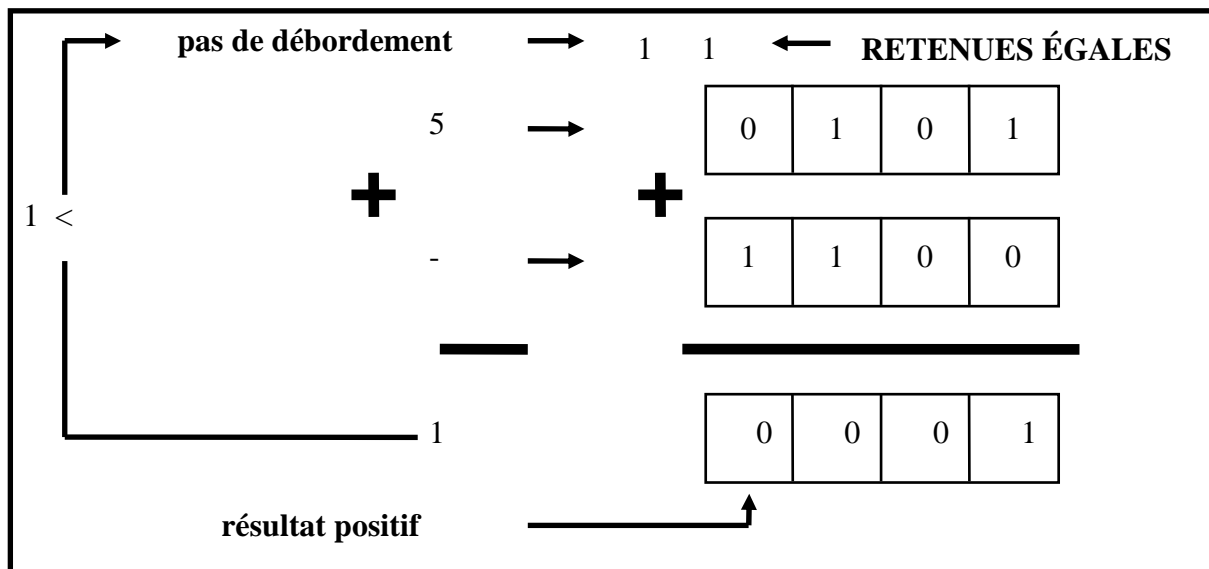 pas de débordement 1 1 RETENUES ÉGALES
5 0 1 0 1
+ +
1 <
- 1 1 0 0
1 0 0 0 1
résultat positif